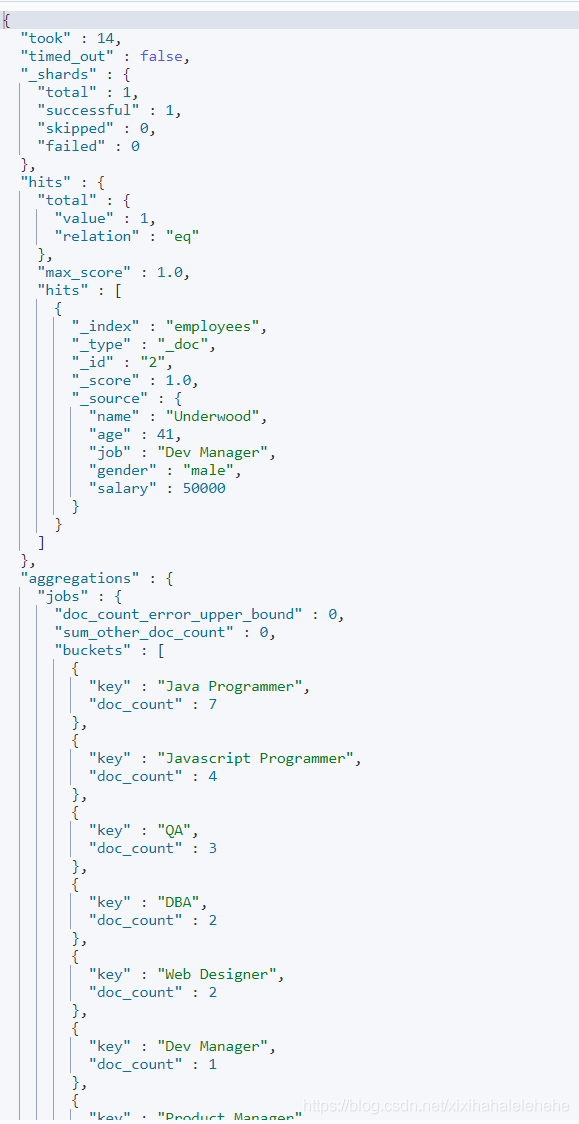 {
  "took" : 14,
  "timed_out" : false,
  "_shards" : {
    "total" : 1,
    "successful" : 1,
    "skipped" : 0,
    "failed" : 0
  },
  "hits" : {
    "total" : {
      "value" : 1,
      "relation" : "eq"
    },
    "max_score" : 1.0,
    "hits" : [
      {
        "_index" : "employees",
        "_type" : "_doc",
        "_id" : "2",
        "_score" : 1.0,
        "_source" : {
          "name" : "Underwood",
          "age" : 41,
          "job" : "Dev Manager",
          "gender" : "male",
          "salary" : 50000
        }
      }
    ]
  },
  "aggregations" : {
    "jobs" : {
      "doc_count_error_upper_bound" : 0,
      "sum_other_doc_count" : 0,
      "buckets" : [
        {
          "key" : "Java Programmer",
          "doc_count" : 7
        },
        {
          "key" : "Javascript Programmer",
          "doc_count" : 4
        },
        {
          "key" : "QA",
          "doc_count" : 3
        },
        {
          "key" : "DBA",
          "doc_count" : 2
        },
        {
          "key" : "Web Designer",
          "doc_count" : 2
        },
        {
          "key" : "Dev Manager",
          "doc_count" : 1
        },
        {
          "key" : "Product Manager"
https://blog.csdn.net/xixihahalelehehe